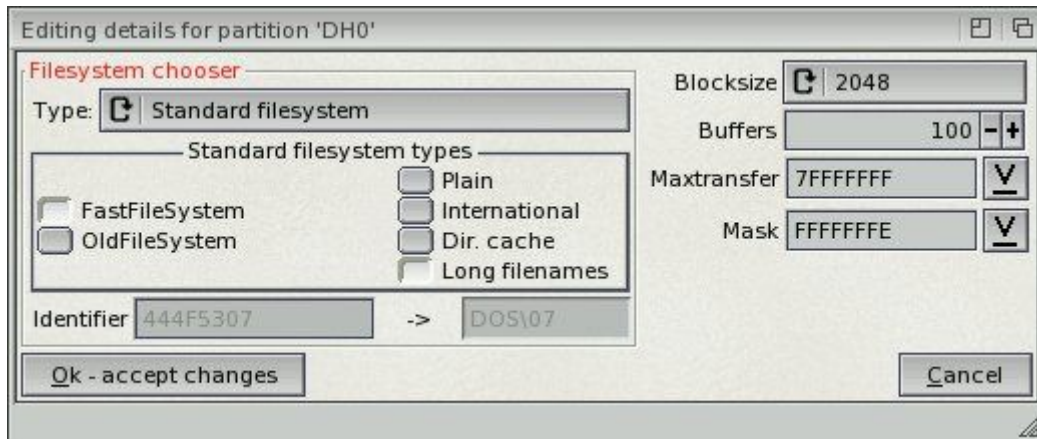 Editing details for partition 'DH0'
Filesystem chooser
Type: Standard filesystem
Standard filesystem types
FastFileSystem
OldFileSystem
Plain
International
Dir. cache
Long filenames
Identifier 444F5307 -> DOS\07
Blocksize 2048
Buffers 100 - +
Maxtransfer 7FFFFFFF
Mask FFFFFFFE
Ok - accept changes
Cancel